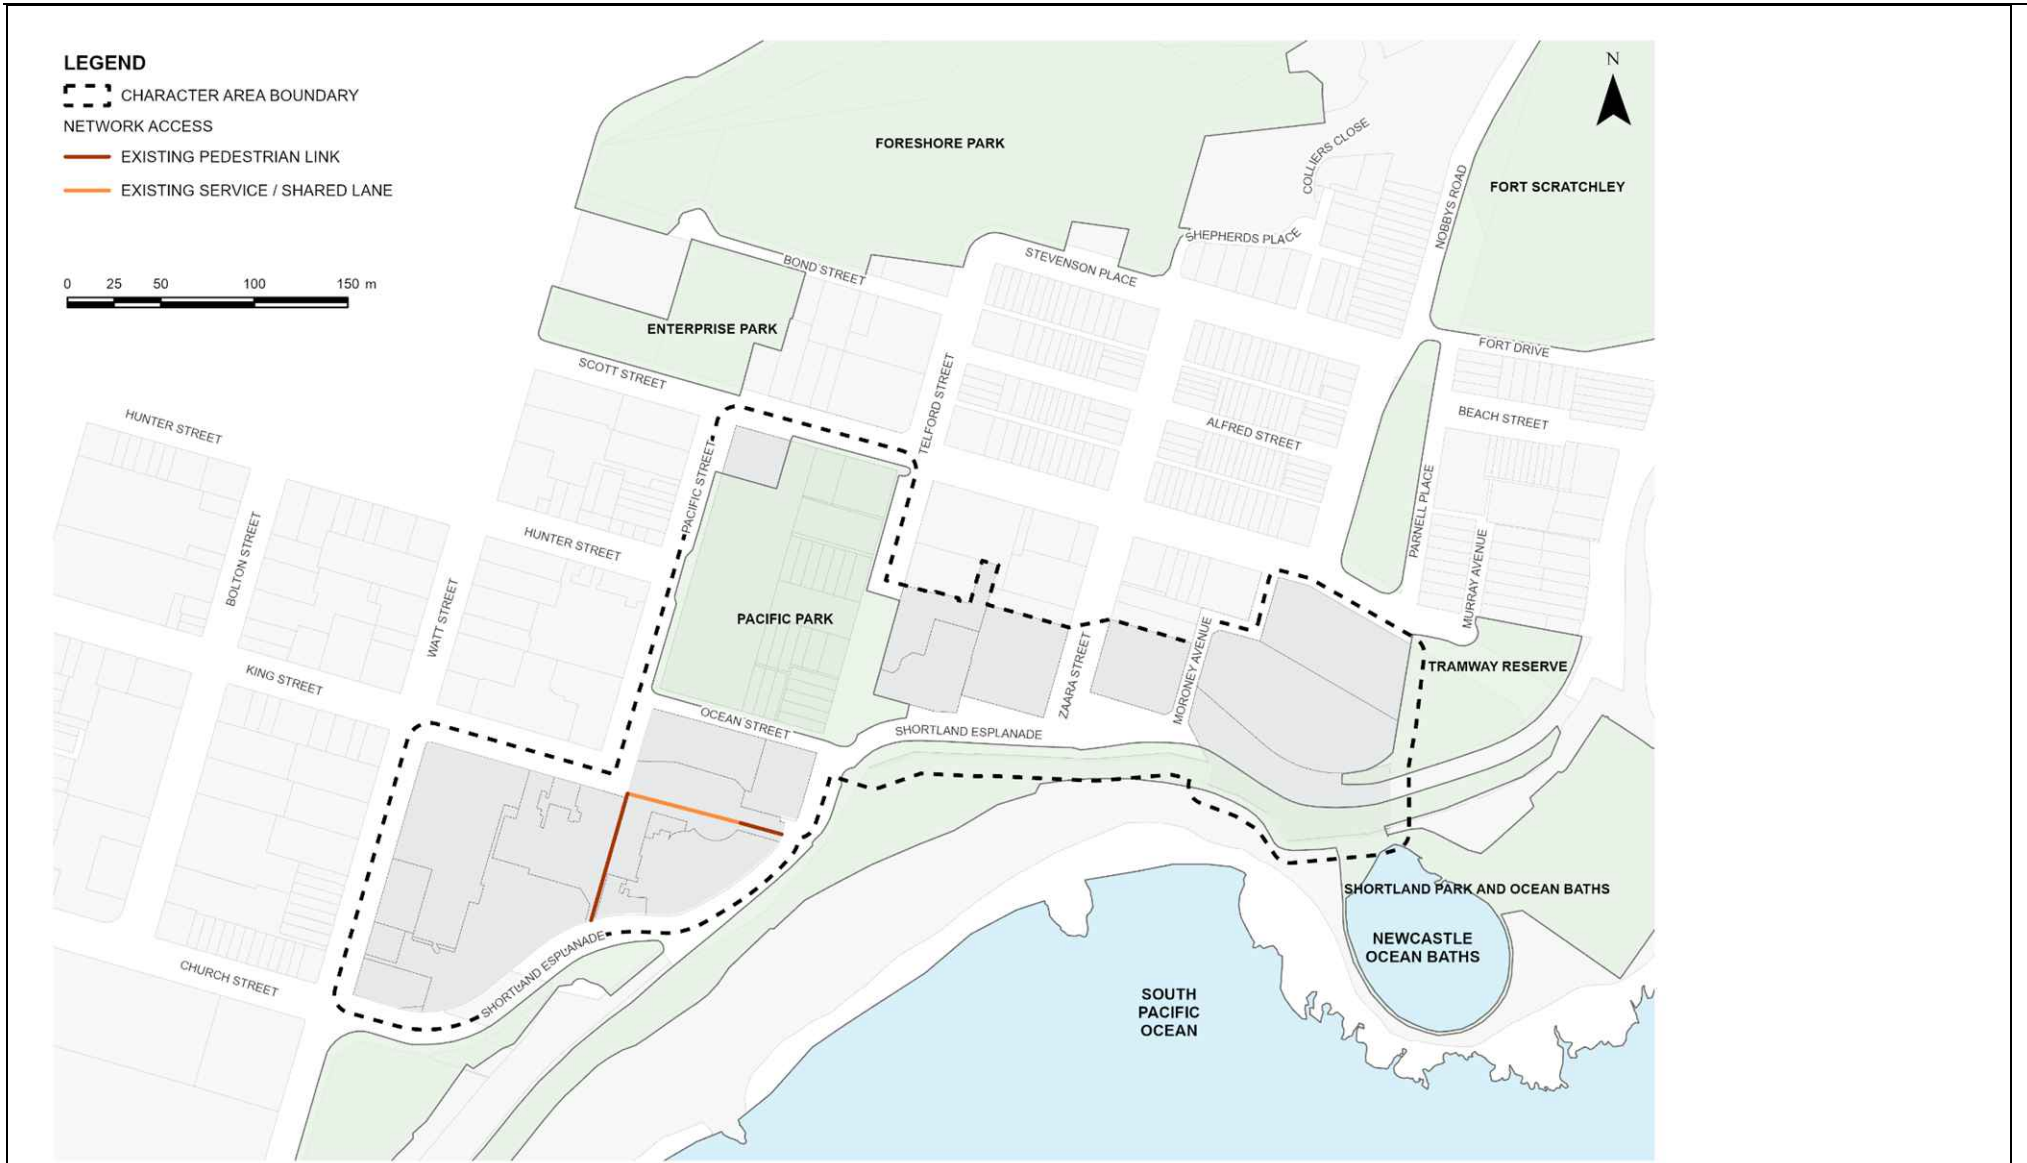 LEGEND
CHARACTER AREA BOUNDARY
NETWORK ACCESS
EXISTING PEDESTRIAN LINK
EXISTING SERVICE / SHARED LANE
0 25 50 100 150 m
N
FORESHORE PARK
COLLIERS CLOSE
FORT SCRATCHLEY
NOBBYS ROAD
SHEPHERDS PLACE
STEVENSON PLACE
BOND STREET
ENTERPRISE PARK
FORT DRIVE
SCOTT STREET
TELFORD STREET
BEACH STREET
HUNTER STREET
ALFRED STREET
PACIFIC STREET
PARNELL PLACE
HUNTER STREET
BOLTON STREET
MURRAY AVENUE
WATT STREET
PACIFIC PARK
TRAMWAY RESERVE
ZAARA STREET
MORONEY AVENUE
KING STREET
OCEAN STREET
SHORTLAND ESPLANADE
SHORTLAND PARK AND OCEAN BATHS
NEWCASTLE
OCEAN BATHS
SHORTLAND ESPLANADE
CHURCH STREET
SOUTH
PACIFIC
OCEAN